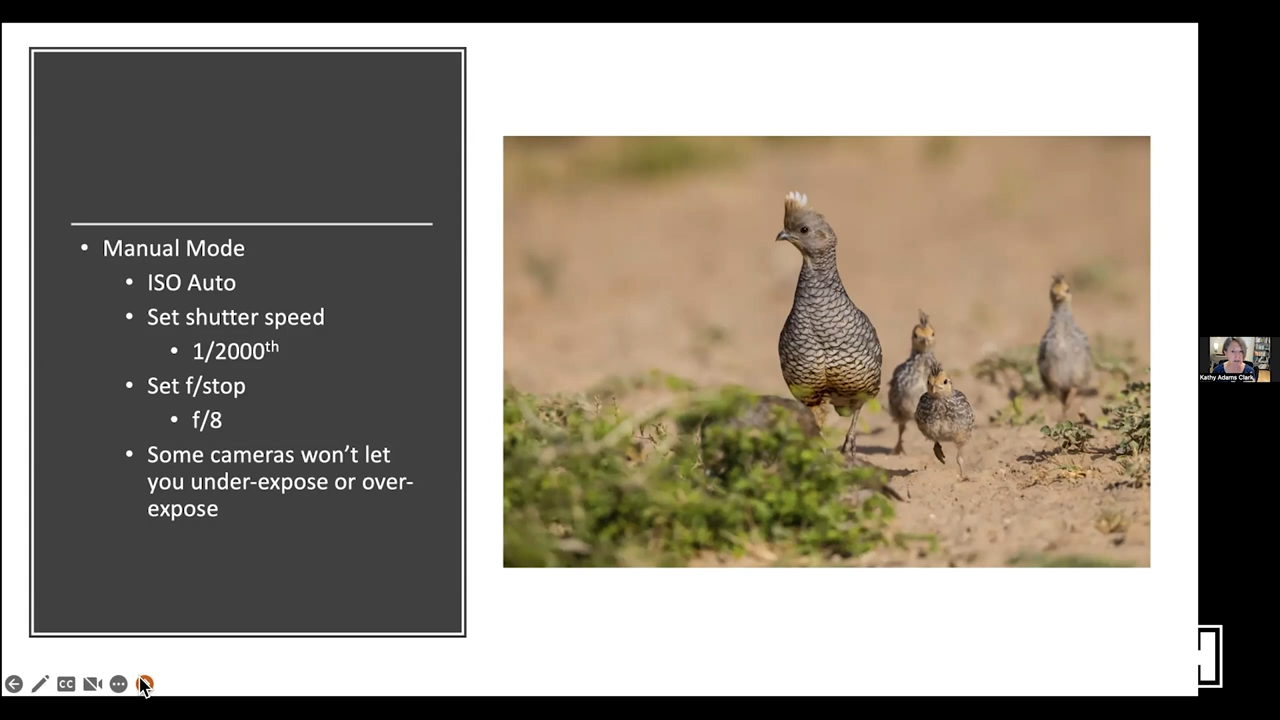 Manual Mode
ISO Auto
Set shutter speed
1/2000th
Set f/stop
f/8
Some cameras won't let
you under-expose or over-
expose
Kathy Adams Clark
CC
H